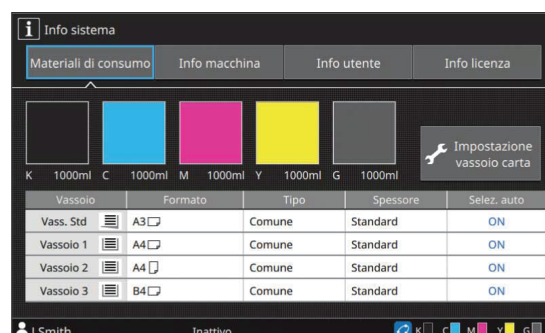 i Info sistema
Materiali di consumo Info macchina Info utente Info licenza
K 1000ml C 1000ml M 1000ml Y 1000ml G 1000ml
Impostazione
vassoio carta
Vassoio Formato Tipo Spessore Selez. auto
Vass. Std A3 Comune Standard ON
Vassoio 1 A4 Comune Standard ON
Vassoio 2 A4 Comune Standard ON
Vassoio 3 B4 Comune Standard ON
J.Smith Inattivo K C M Y G